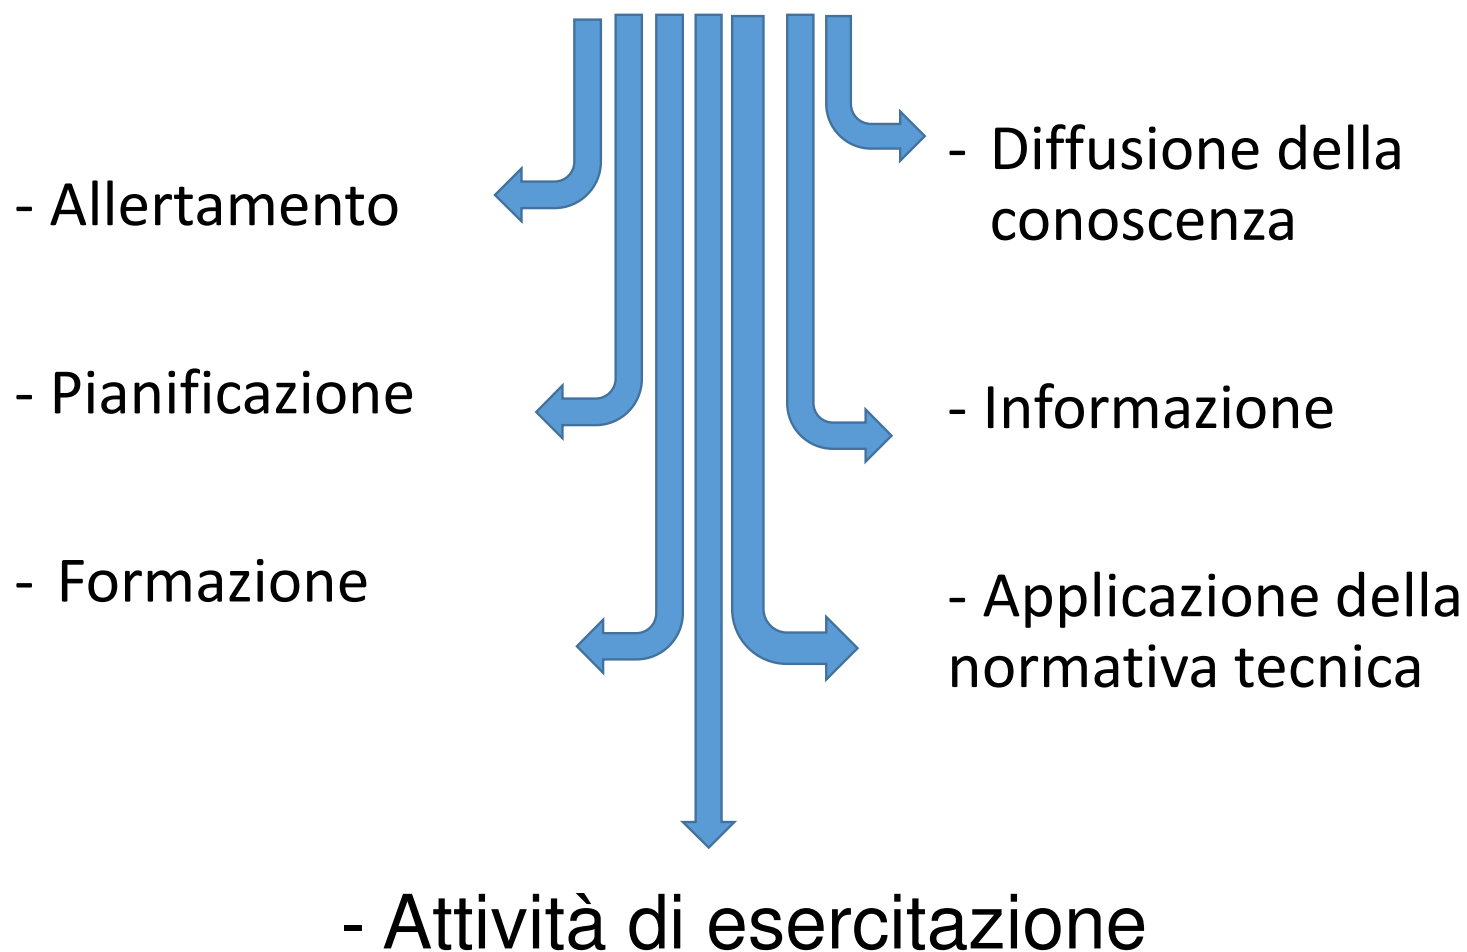 - Allertamento
- Pianificazione
- Formazione
- Diffusione della
conoscenza
- Informazione
- Applicazione della
normativa tecnica
- Attività di esercitazione